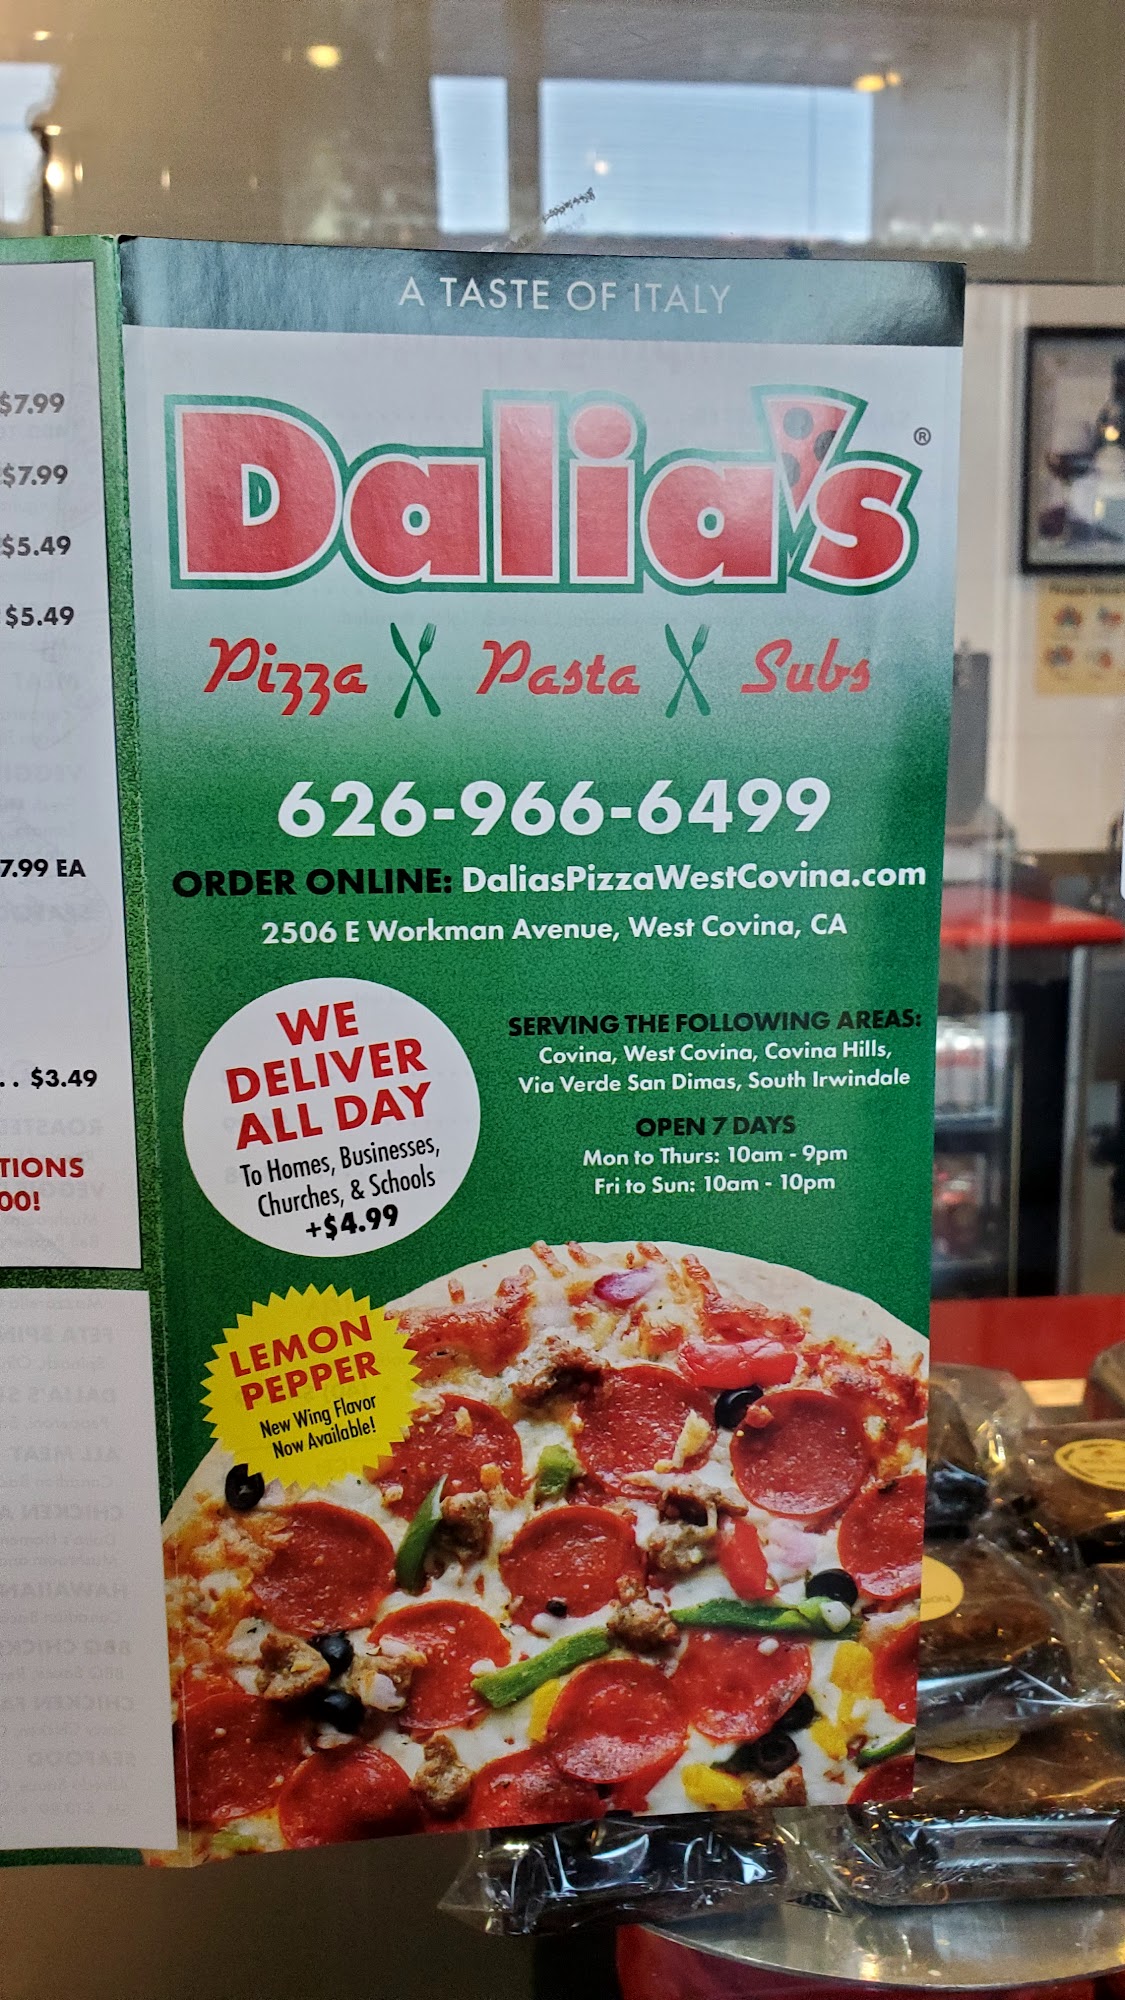 $7.99
$7.99
$5.49
$5.49
7.99 EA
. . $3.49
TIONS
00!
A TASTE OF ITALY
Dalia's ®
Pizza Pasta Subs
626-966-6499
ORDER ONLINE: DaliasPizzaWestCovina.com
2506 E Workman Avenue, West Covina, CA
WE
DELIVER
ALL DAY
To Homes, Businesses,
Churches, & Schools
+$4.99
SERVING THE FOLLOWING AREAS:
Covina, West Covina, Covina Hills,
Via Verde San Dimas, South Irwindale
OPEN 7 DAYS
Mon to Thurs: 10am - 9pm
Fri to Sun: 10am - 10pm
LEMON
PEPPER
New Wing Flavor
Now Available!